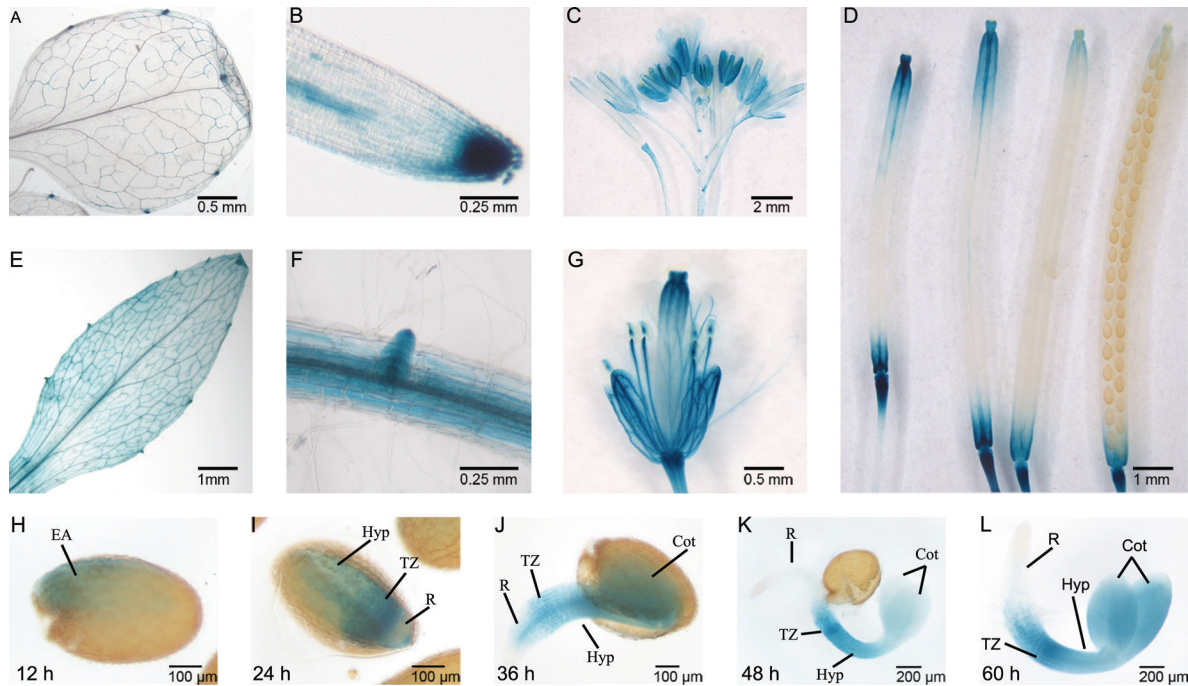 A
0.5 mm
B
0.25 mm
C
2 mm
D
1 mm
E
1mm
F
0.25 mm
G
0.5 mm
H
EA
12 h
100 µm
I
Hyp
TZ
R
24 h
100 µm
J
Cot
TZ
R
Hyp
36 h
100 µm
K
R
Cot
TZ
Hyp
48 h
200 µm
L
R
Cot
Hyp
TZ
60 h
200 µm